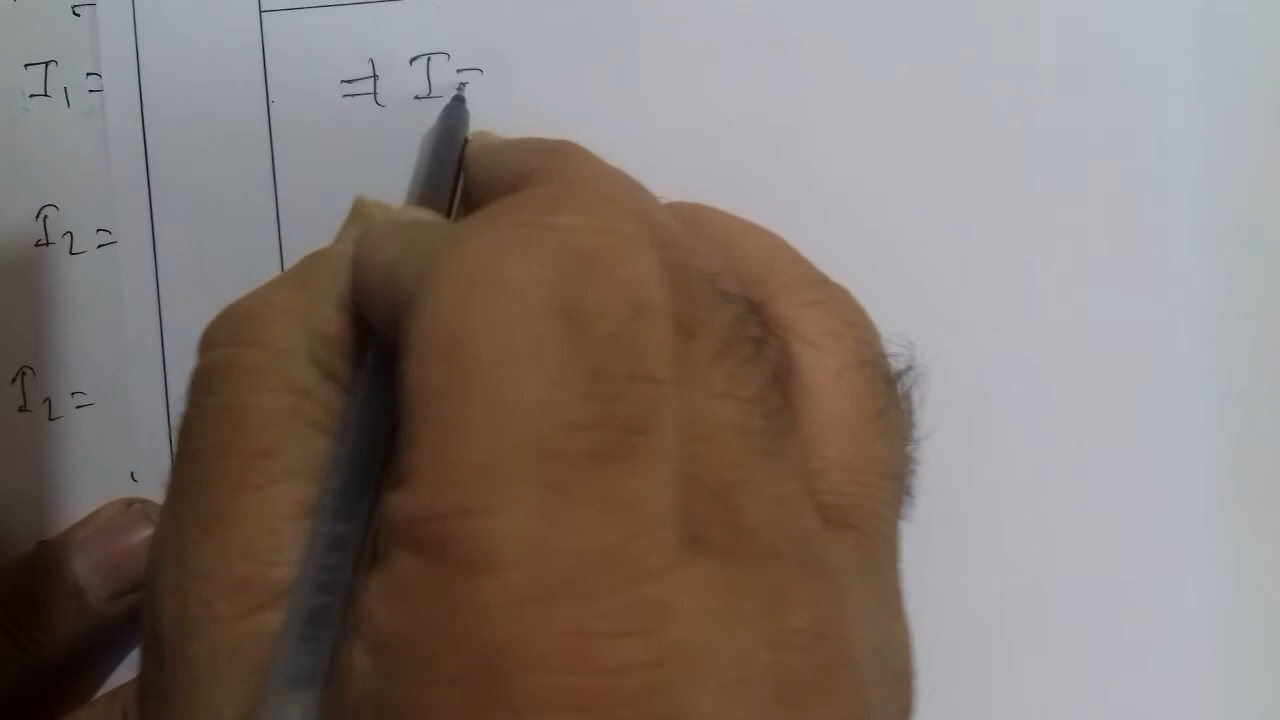 I₁ =
⇒ I =
I₂ =
I₂ =